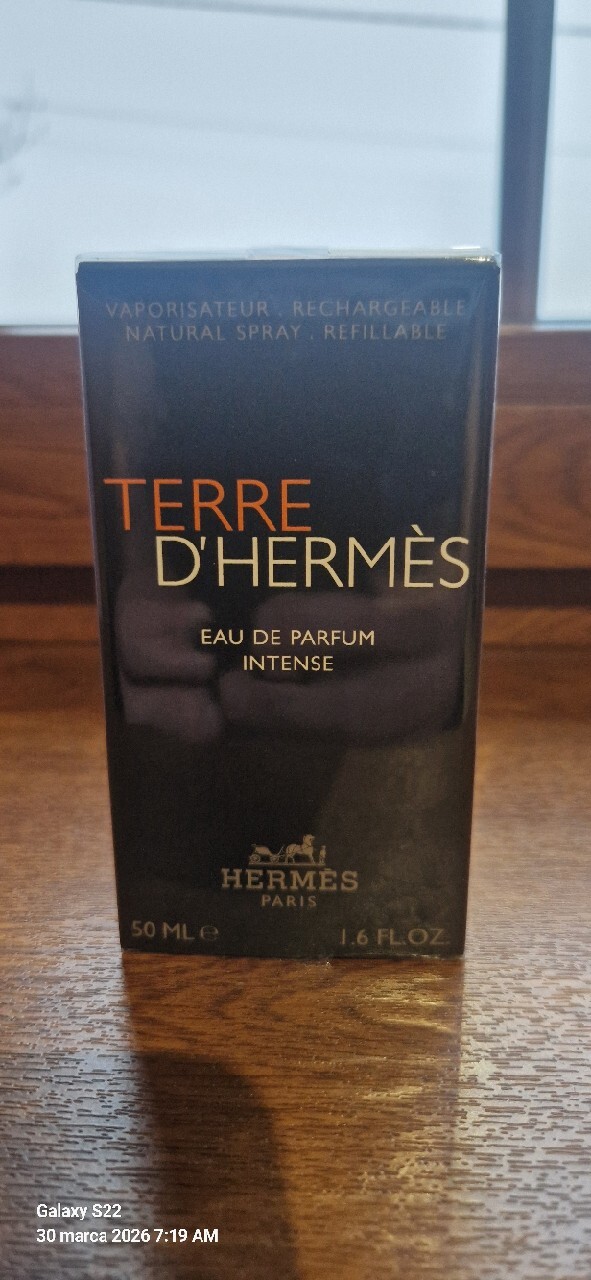 VAPORISATEUR . RECHARGEABLE
NATURAL SPRAY . REFILLABLE
TERRE
D'HERMÈS
EAU DE PARFUM
INTENSE
HERMÈS
PARIS
50 ML ℮ 1.6 FL.OZ.
Galaxy S22
30 marca 2026 7:19 AM